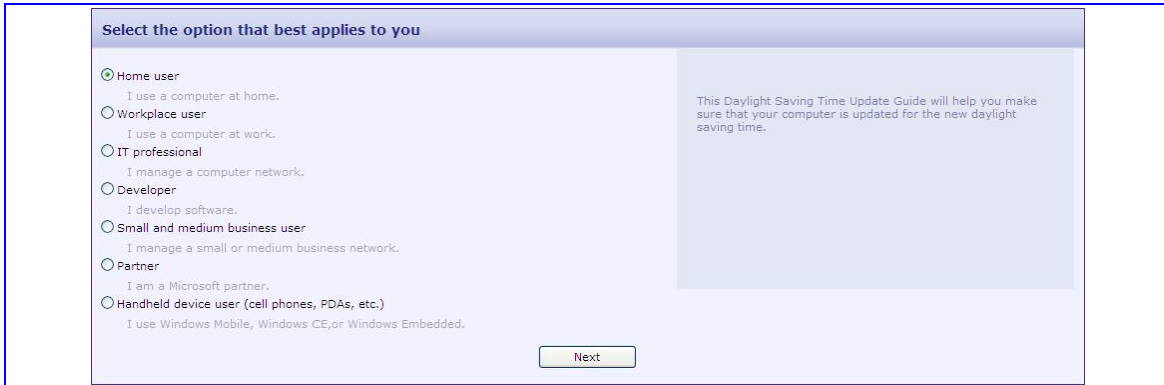 Select the option that best applies to you
Home user
I use a computer at home.
Workplace user
I use a computer at work.
IT professional
I manage a computer network.
Developer
I develop software.
Small and medium business user
I manage a small or medium business network.
Partner
I am a Microsoft partner.
Handheld device user (cell phones, PDAs, etc.)
I use Windows Mobile, Windows CE,or Windows Embedded.
This Daylight Saving Time Update Guide will help you make
sure that your computer is updated for the new daylight
saving time.
Next